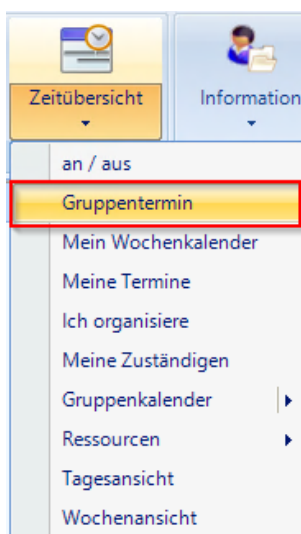 Zeitübersicht
Information
an / aus
Gruppentermin
Mein Wochenkalender
Meine Termine
Ich organisiere
Meine Zuständigen
Gruppenkalender
Ressourcen
Tagesansicht
Wochenansicht